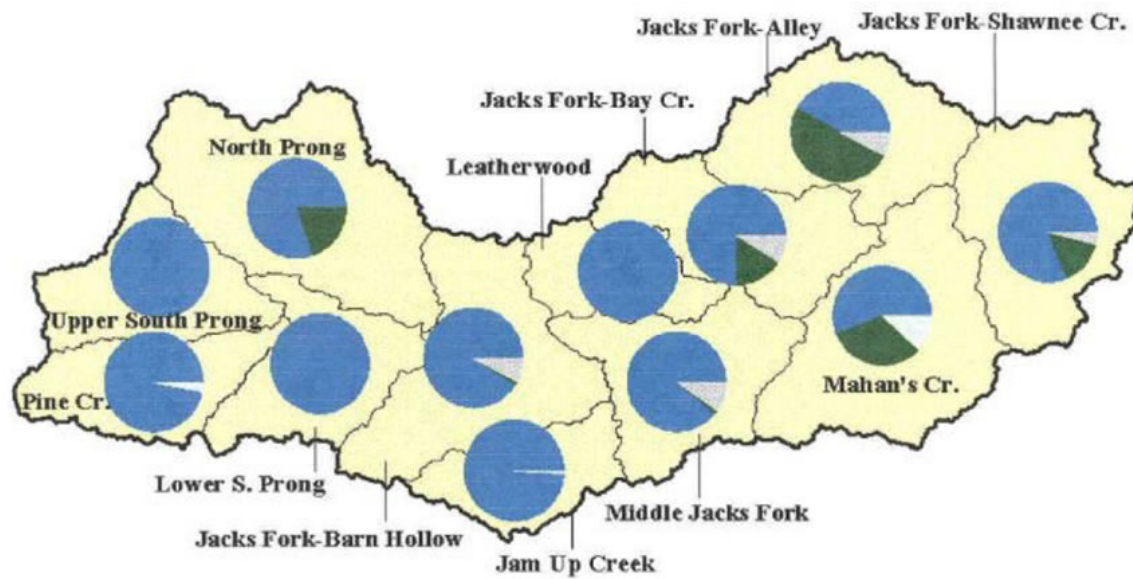 Jacks Fork-Alley
Jacks Fork-Shawnee Cr.
Jacks Fork-Bay Cr.
North Prong
Leatherwood
Upper South Prong
Pine Cr.
Mahan's Cr.
Lower S. Prong
Middle Jacks Fork
Jacks Fork-Barn Hollow
Jam Up Creek